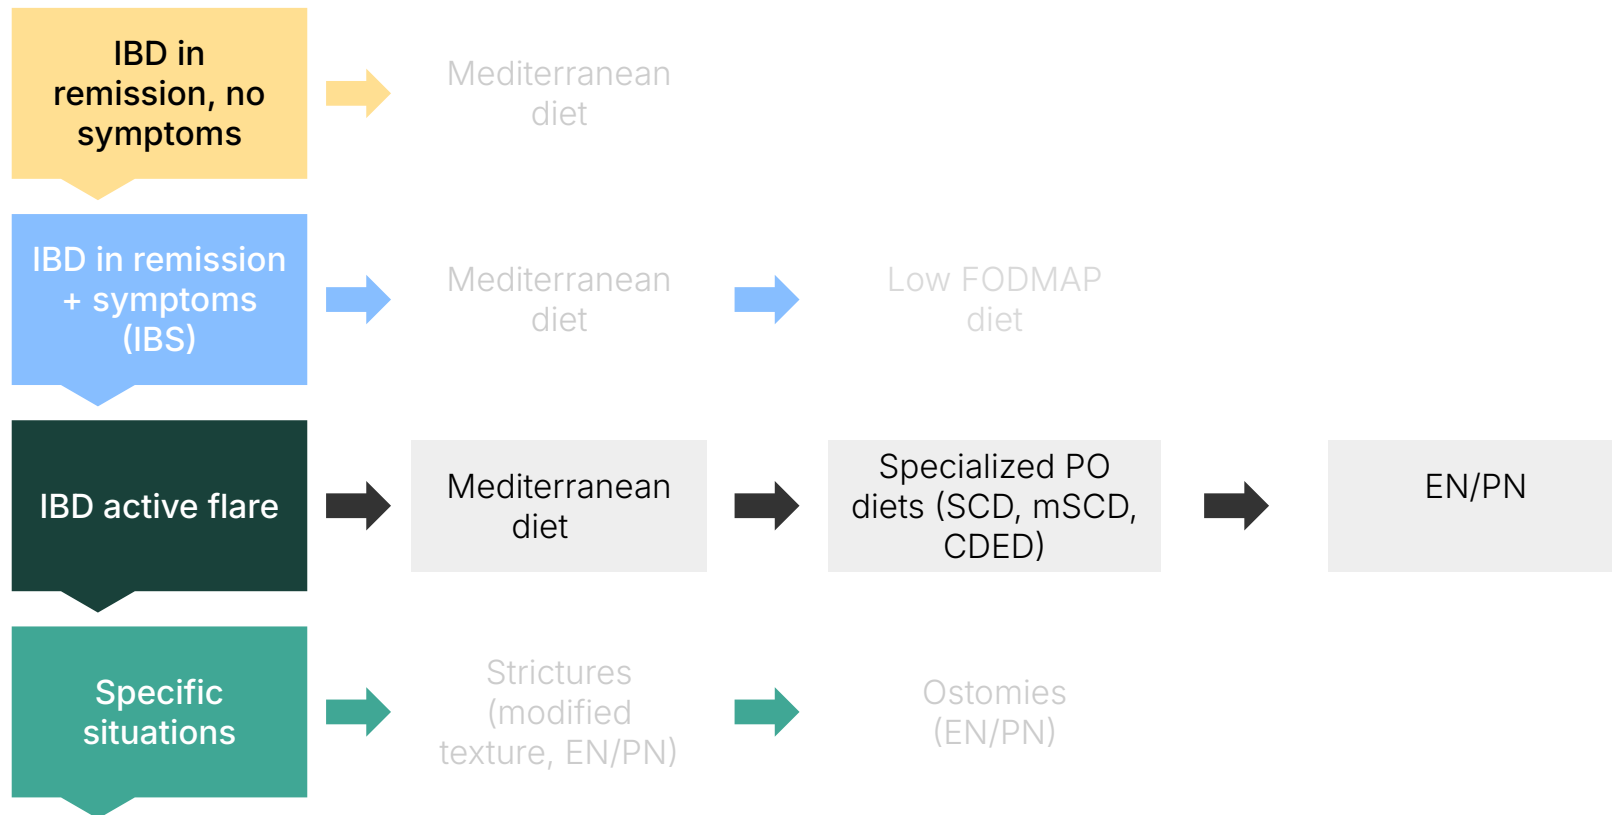 IBD in
remission, no
symptoms
Mediterranean
diet
IBD in remission
+ symptoms
(IBS)
Mediterranean
diet
Low FODMAP
diet
IBD active flare
Mediterranean
diet
Specialized PO
diets (SCD, mSCD,
CDED)
EN/PN
Specific
situations
Strictures
(modified
texture, EN/PN)
Ostomies
(EN/PN)